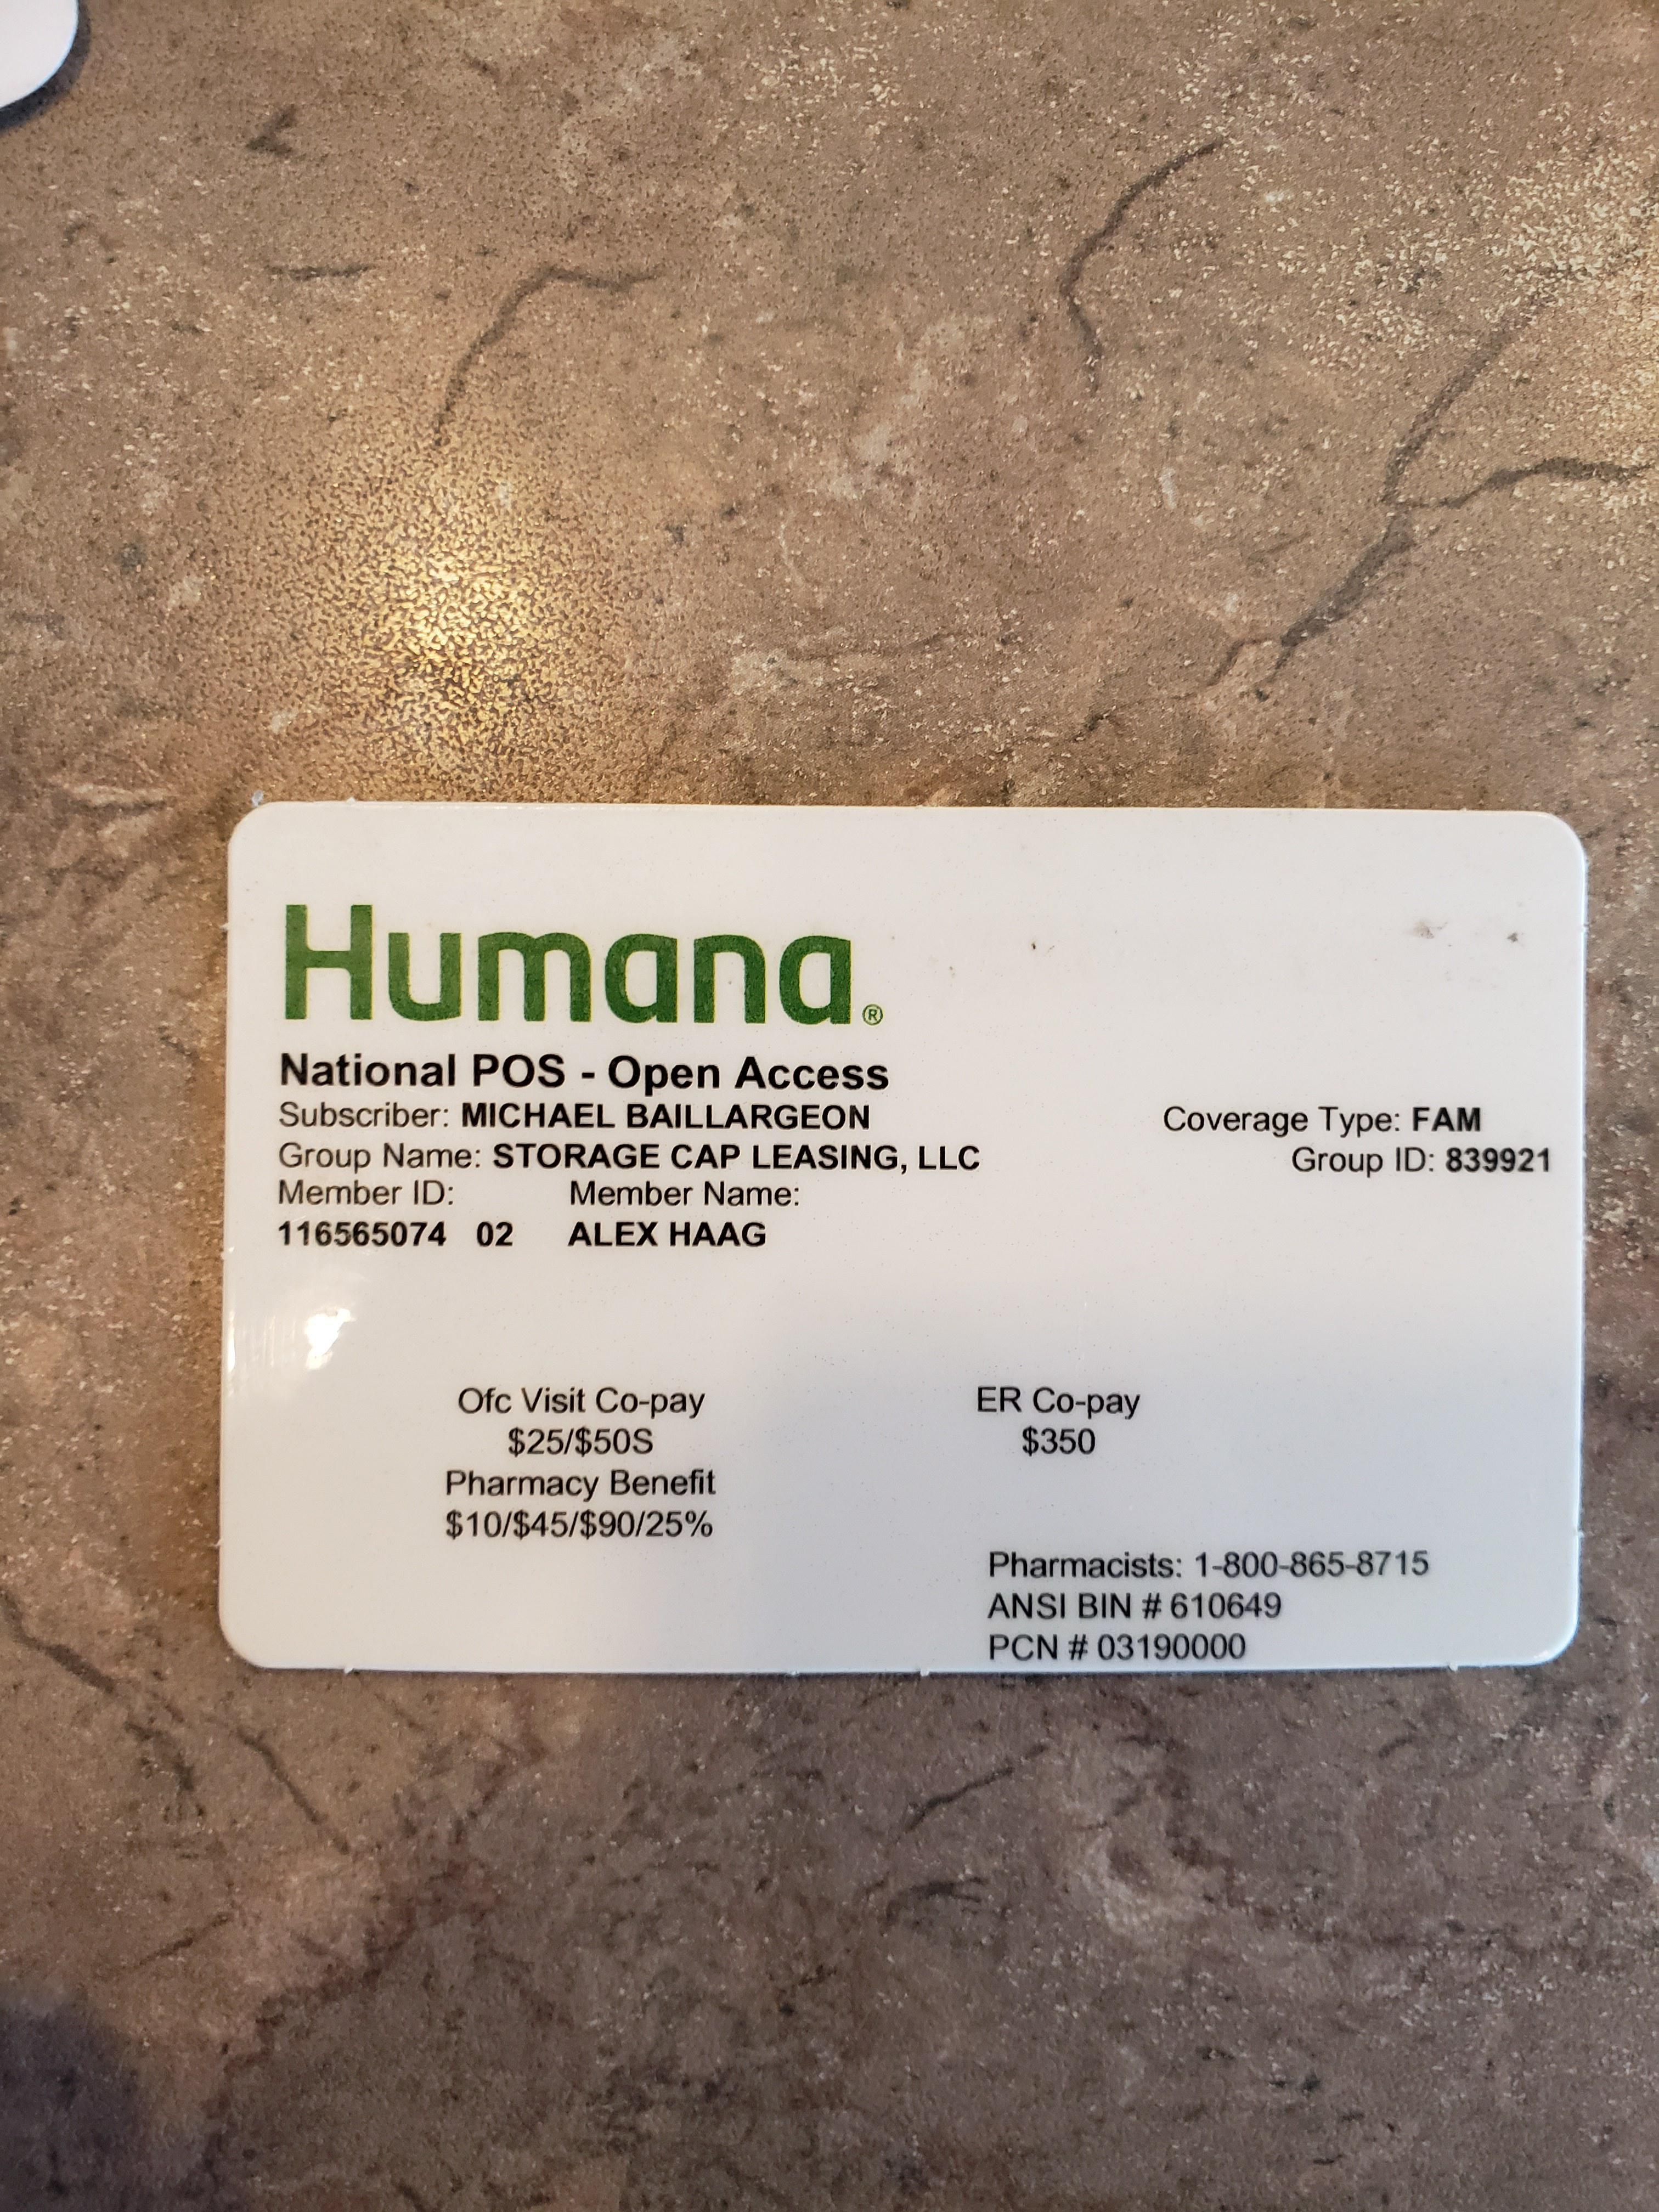 Humana®
National POS - Open Access
Subscriber: MICHAEL BAILLARGEON Coverage Type: FAM
Group Name: STORAGE CAP LEASING, LLC Group ID: 839921
Member ID: Member Name:
116565074 02 ALEX HAAG
Ofc Visit Co-pay ER Co-pay
$25/$50S $350
Pharmacy Benefit
$10/$45/$90/25%
Pharmacists: 1-800-865-8715
ANSI BIN # 610649
PCN # 03190000